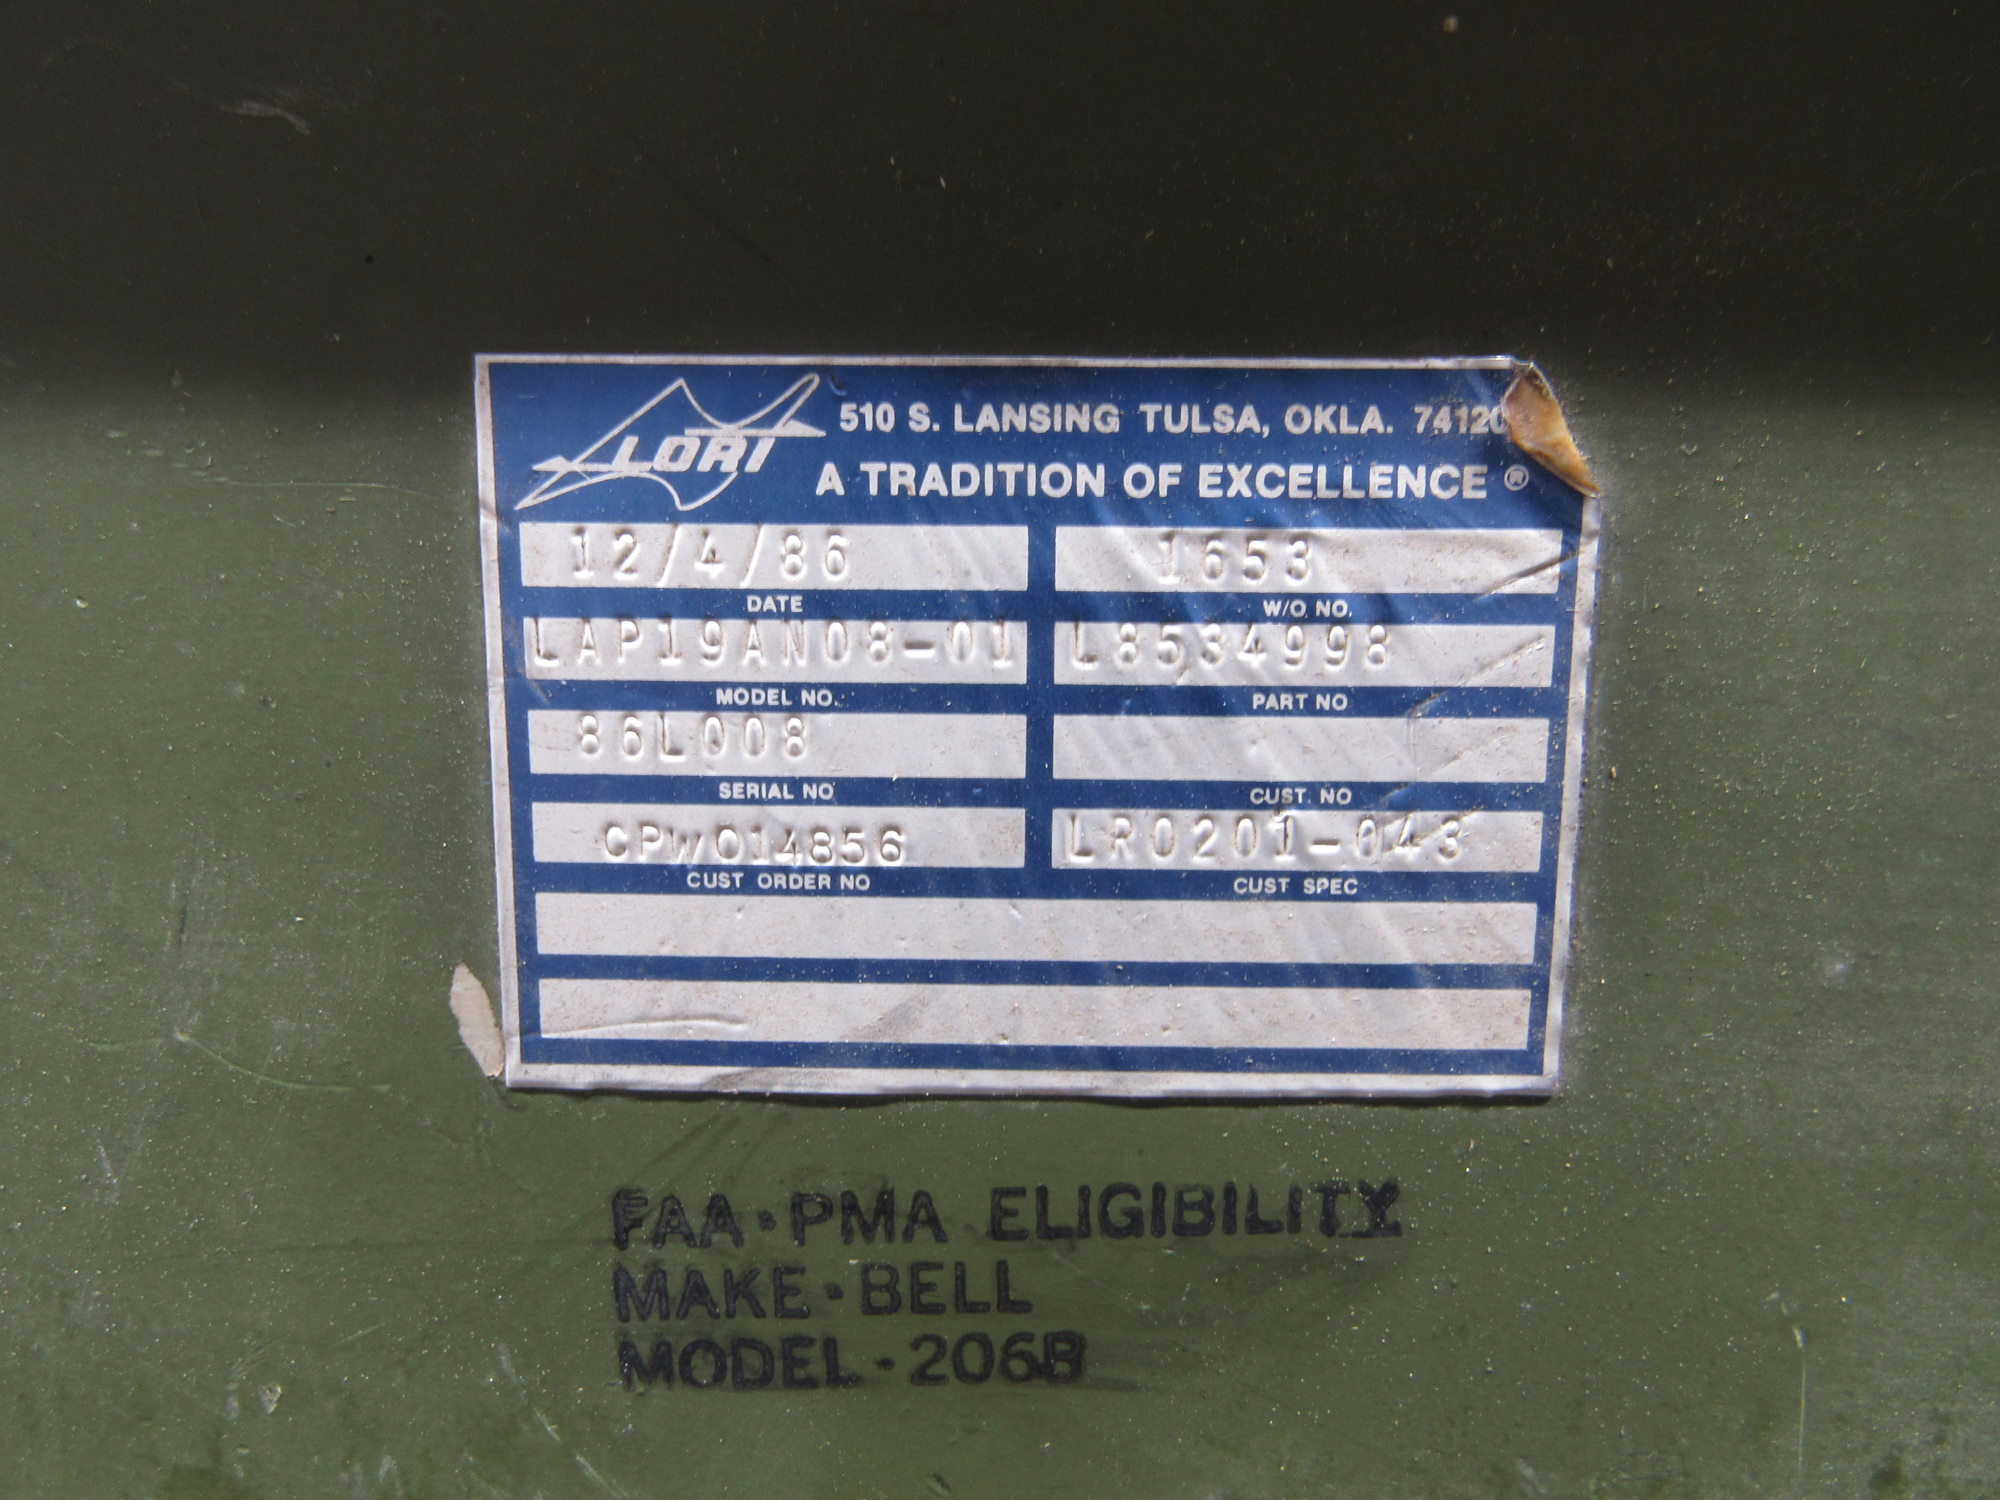 LORI
510 S. LANSING TULSA, OKLA. 74120
A TRADITION OF EXCELLENCE ®
12/4/86 1653
DATE W/O NO.
LAP19AN08-01 L8534998
MODEL NO. PART NO
86L008
SERIAL NO CUST. NO
CPW014856 LR0201-043
CUST ORDER NO CUST SPEC
FAA·PMA ELIGIBILITY
MAKE·BELL
MODEL-206B